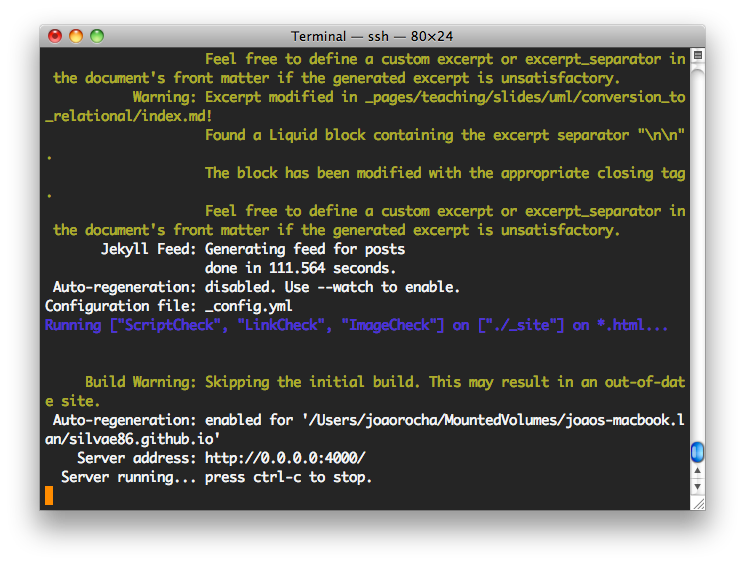 Terminal — ssh — 80×24
Feel free to define a custom excerpt or excerpt_separator in
the document's front matter if the generated excerpt is unsatisfactory.
Warning: Excerpt modified in _pages/teaching/slides/uml/conversion_to
_relational/index.md!
Found a Liquid block containing the excerpt separator "\n\n"
.
The block has been modified with the appropriate closing tag
.
Feel free to define a custom excerpt or excerpt_separator in
the document's front matter if the generated excerpt is unsatisfactory.
Jekyll Feed: Generating feed for posts
done in 111.564 seconds.
Auto-regeneration: disabled. Use --watch to enable.
Configuration file: _config.yml
Running ["ScriptCheck", "LinkCheck", "ImageCheck"] on ["./_site"] on *.html...
Build Warning: Skipping the initial build. This may result in an out-of-dat
e site.
Auto-regeneration: enabled for '/Users/joaorocha/MountedVolumes/joaos-macbook.l
an/silvae86.github.io'
Server address: http://0.0.0.0:4000/
Server running... press ctrl-c to stop.